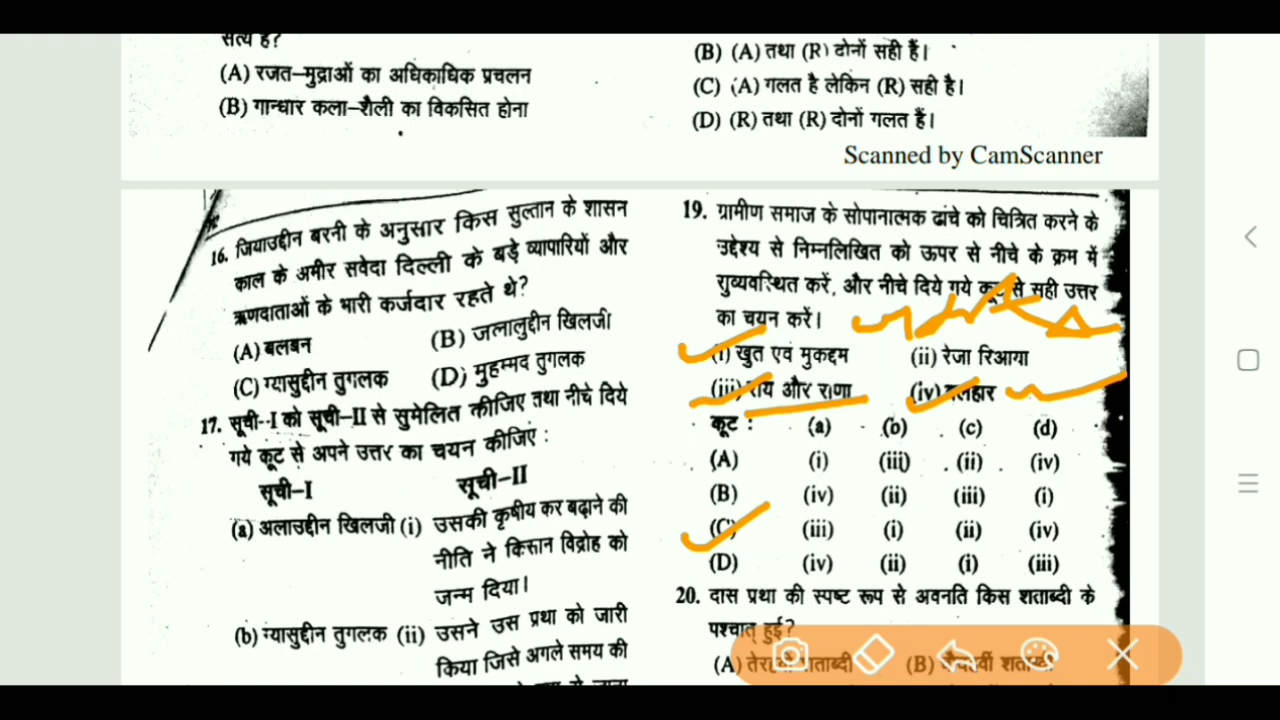 सत्य है?
(A) रजत–मुद्राओं का अधिकाधिक प्रचलन
(B) गान्धार कला–शैली का विकसित होना
(B) (A) तथा (R) दोनों सही हैं।
(C) (A) गलत है लेकिन (R) सही है।
(D) (R) तथा (R) दोनों गलत हैं।
Scanned by CamScanner
16. जियाउद्दीन बरनी के अनुसार किस सुल्तान के शासन
काल के अमीर सवेदा दिल्ली के बड़े व्यापारियों और
ऋणदाताओं के भारी कर्जदार रहते थे?
(A) बलबन
(B) जलालुद्दीन खिलजी
(C) ग्यासुद्दीन तुगलक
(D) मुहम्मद तुगलक
17. सूची-I को सूची–II से सुमेलित कीजिए तथा नीचे दिये
गये कूट से अपने उत्तर का चयन कीजिए :
सूची–I
सूची–II
(a) अलाउद्दीन खिलजी (i) उसकी कृषीय कर बढ़ाने की
नीति ने किसान विद्रोह को
जन्म दिया।
(b) ग्यासुद्दीन तुगलक (ii) उसने उस प्रथा को जारी
किया जिसे अगले समय की
19. ग्रामीण समाज के सोपानात्मक ढांचे को चित्रित करने के
उद्देश्य से निम्नलिखित को ऊपर से नीचे के क्रम में
सुव्यवस्थित करें, और नीचे दिये गये कूट से सही उत्तर
का चयन करें।
(i) खुत एवं मुकद्दम
(ii) रेजा रिआया
(iii) राय और राणा
(iv) बलहार
कूट : (a) (b) (c) (d)
(A) (i) (iii) (ii) (iv)
(B) (iv) (ii) (iii) (i)
(C) (iii) (i) (ii) (iv)
(D) (iv) (ii) (i) (iii)
20. दास प्रथा की स्पष्ट रूप से अवनति किस शताब्दी के
पश्चात् हुई?
(A) शताब्दी
(B)